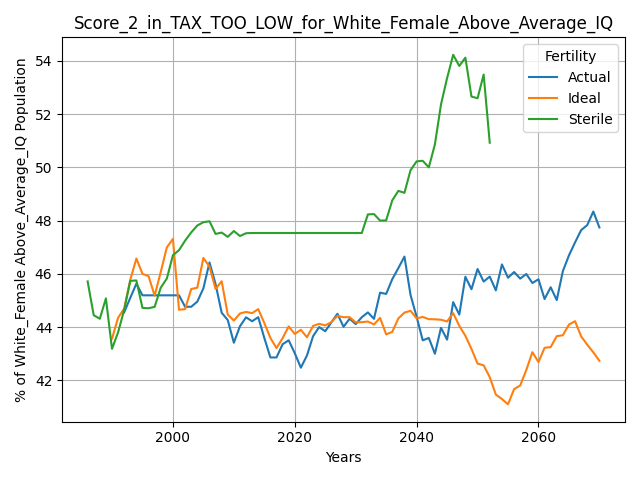 Score_2_in_TAX_TOO_LOW_for_White_Female_Above_Average_IQ
% of White_Female Above_Average_IQ Population
54
52
50
48
46
44
42
Fertility
Actual
Ideal
Sterile
2000
2020
2040
2060
Years